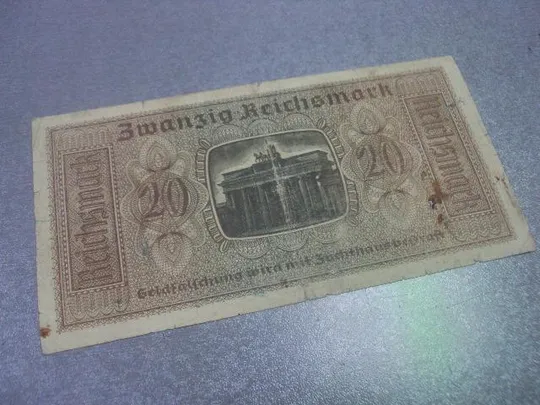 Zwanzig Reichsmark
Reichsmark
20
20
Reichsmark
Geldfälschung wird mit Zuchthaus bestraft